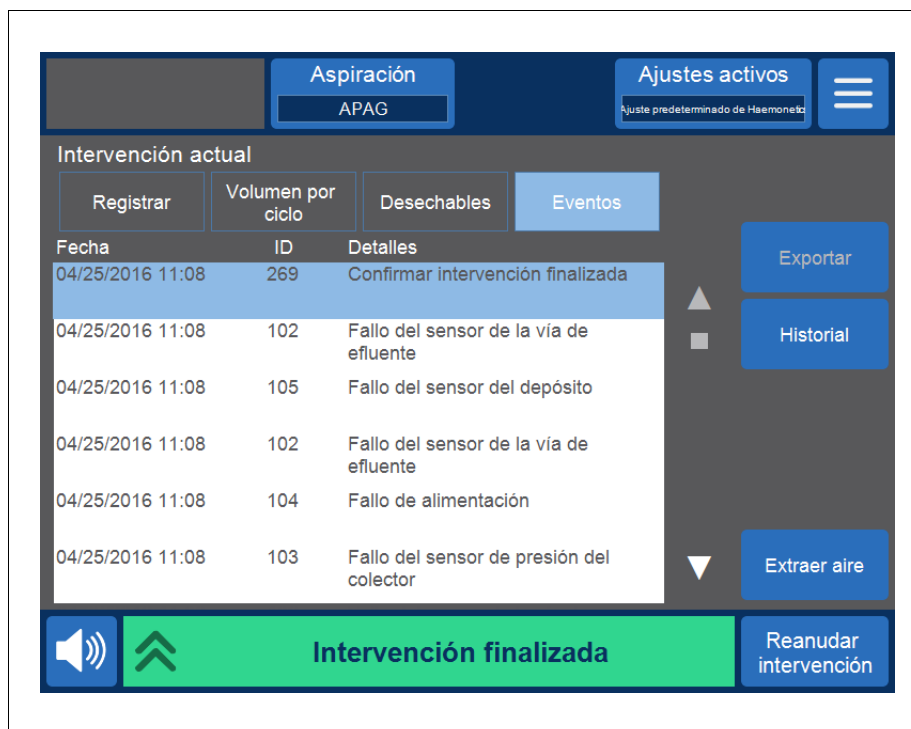 Aspiración
APAG
Ajustes activos
Ajuste predeterminado de Haemonetic
Intervención actual
Registrar
Volumen por
ciclo
Desechables
Eventos
Fecha ID Detalles
04/25/2016 11:08 269 Confirmar intervención finalizada
04/25/2016 11:08 102 Fallo del sensor de la vía de
efluente
04/25/2016 11:08 105 Fallo del sensor del depósito
04/25/2016 11:08 102 Fallo del sensor de la vía de
efluente
04/25/2016 11:08 104 Fallo de alimentación
04/25/2016 11:08 103 Fallo del sensor de presión del
colector
Exportar
Historial
Extraer aire
Intervención finalizada
Reanudar
intervención